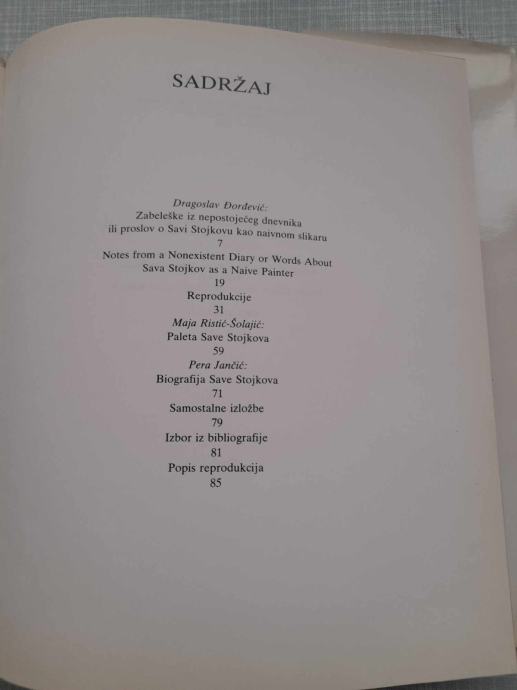 SADRŽAJ
Dragoslav Đorđević:
Zabeleške iz nepostojećeg dnevnika
ili proslov o Savi Stojkovu kao naivnom slikaru
7
Notes from a Nonexistent Diary or Words About
Sava Stojkov as a Naive Painter
19
Reprodukcije
31
Maja Ristić-Šolajić:
Paleta Save Stojkova
59
Pera Jančić:
Biografija Save Stojkova
71
Samostalne izložbe
79
Izbor iz bibliografije
81
Popis reprodukcija
85